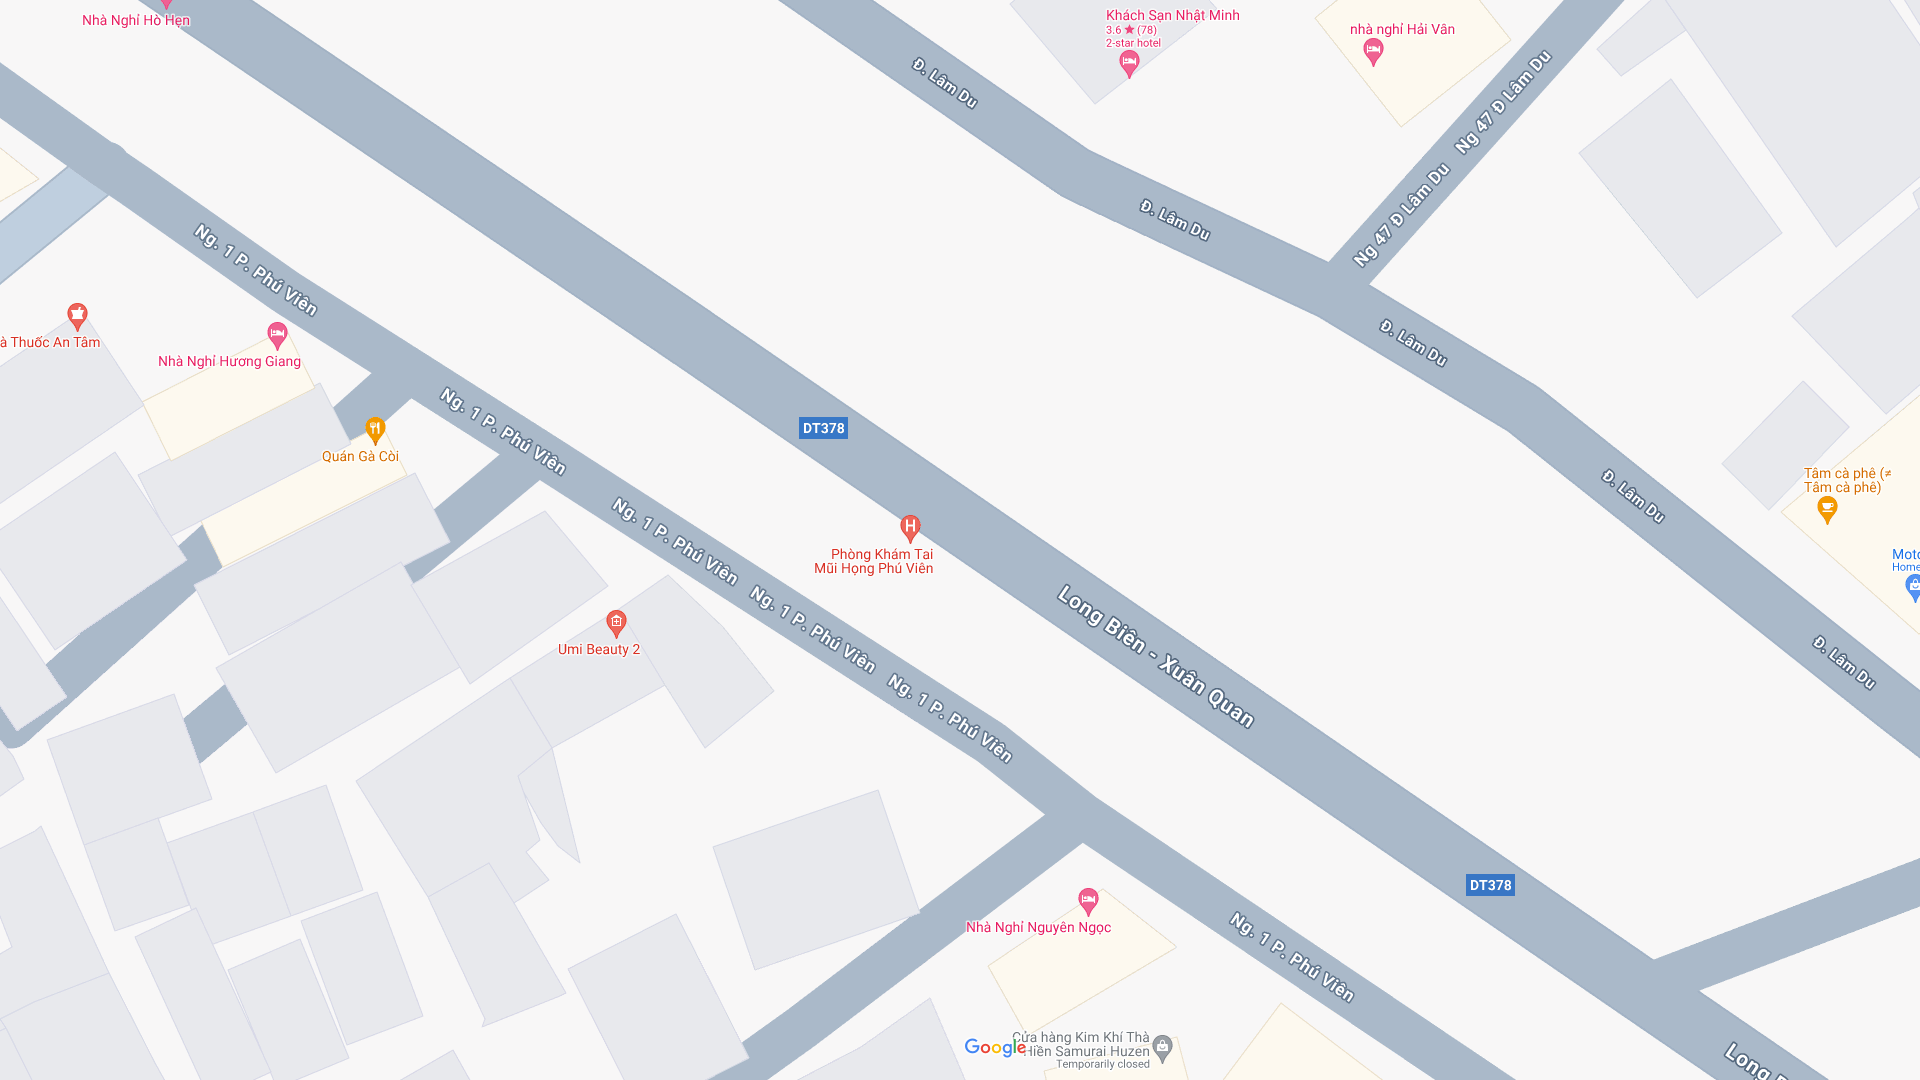 Nhà Nghỉ Hò Hẹn
Khách Sạn Nhật Minh
3.6 ★ (78)
2-star hotel
nhà nghỉ Hải Vân
Đ. Lâm Du
Ng 47 Đ Lâm Du
Ng 47 Đ Lâm Du
Đ. Lâm Du
Ng. 1 P. Phú Viên
à Thuốc An Tâm
Nhà Nghỉ Hương Giang
Đ. Lâm Du
Ng. 1 P. Phú Viên
DT378
Quán Gà Còi
Tâm cà phê (≠
Tâm cà phê)
Đ. Lâm Du
Ng. 1 P. Phú Viên
Phòng Khám Tai
Mũi Họng Phú Viên
Moto
Home
Long Biên - Xuân Quan
Ng. 1 P. Phú Viên
Umi Beauty 2
Đ. Lâm Du
Ng. 1 P. Phú Viên
DT378
Nhà Nghỉ Nguyên Ngọc
Ng. 1 P. Phú Viên
Google
Cửa hàng Kim Khí Thà
Hiền Samurai Huzen
Temporarily closed
Long